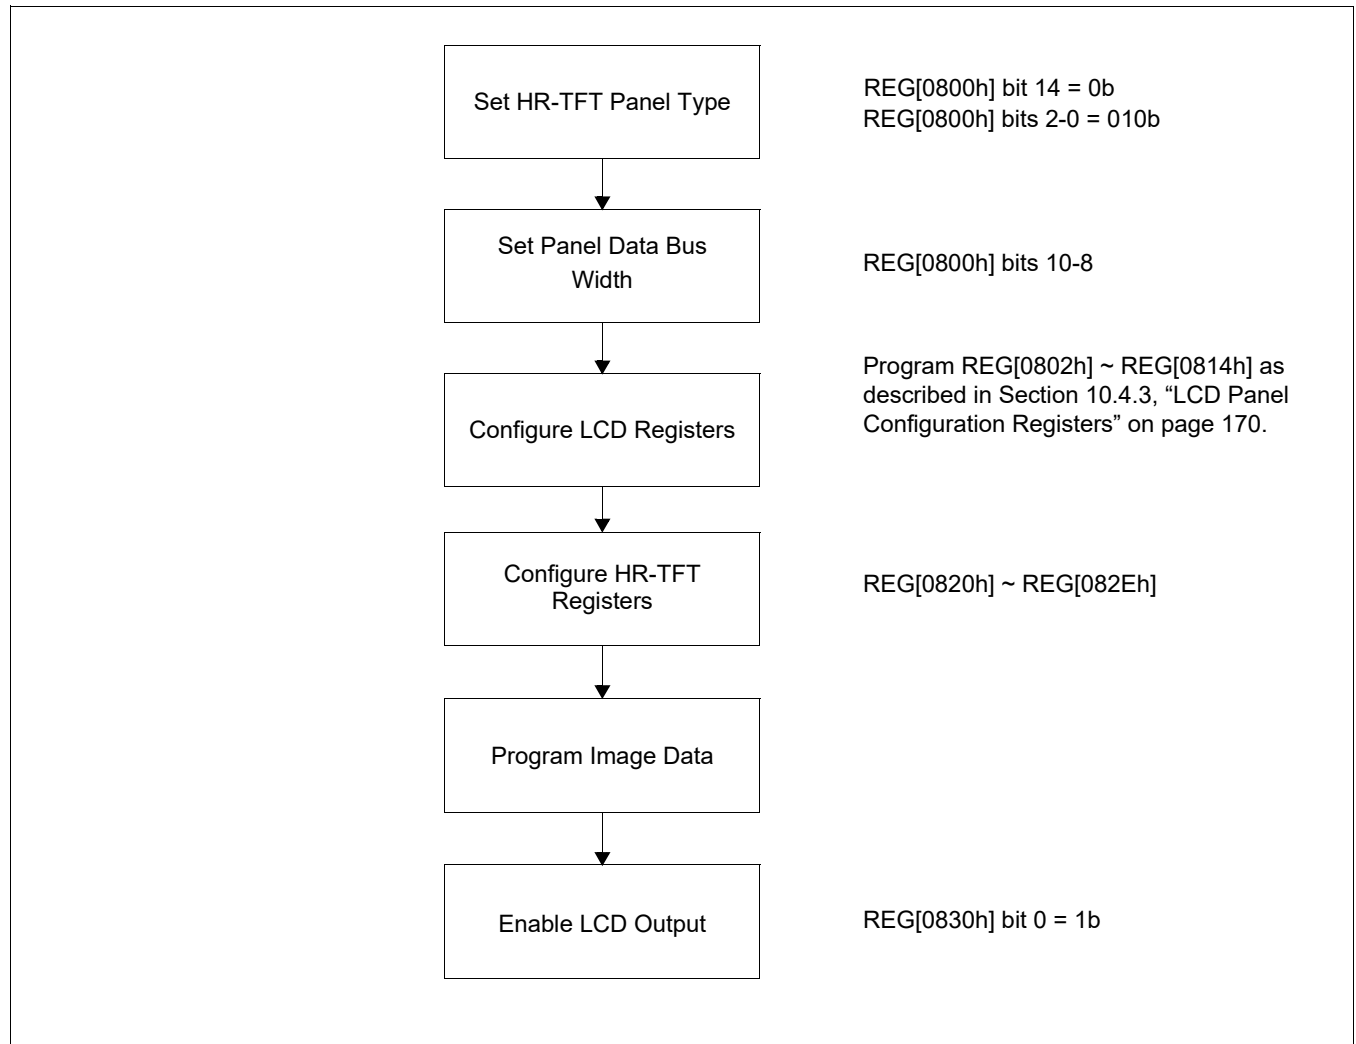 Set HR-TFT Panel Type
REG[0800h] bit 14 = 0b
REG[0800h] bits 2-0 = 010b
Set Panel Data Bus
Width
REG[0800h] bits 10-8
Configure LCD Registers
Program REG[0802h] ~ REG[0814h] as
described in Section 10.4.3, “LCD Panel
Configuration Registers” on page 170.
Configure HR-TFT
Registers
REG[0820h] ~ REG[082Eh]
Program Image Data
Enable LCD Output
REG[0830h] bit 0 = 1b